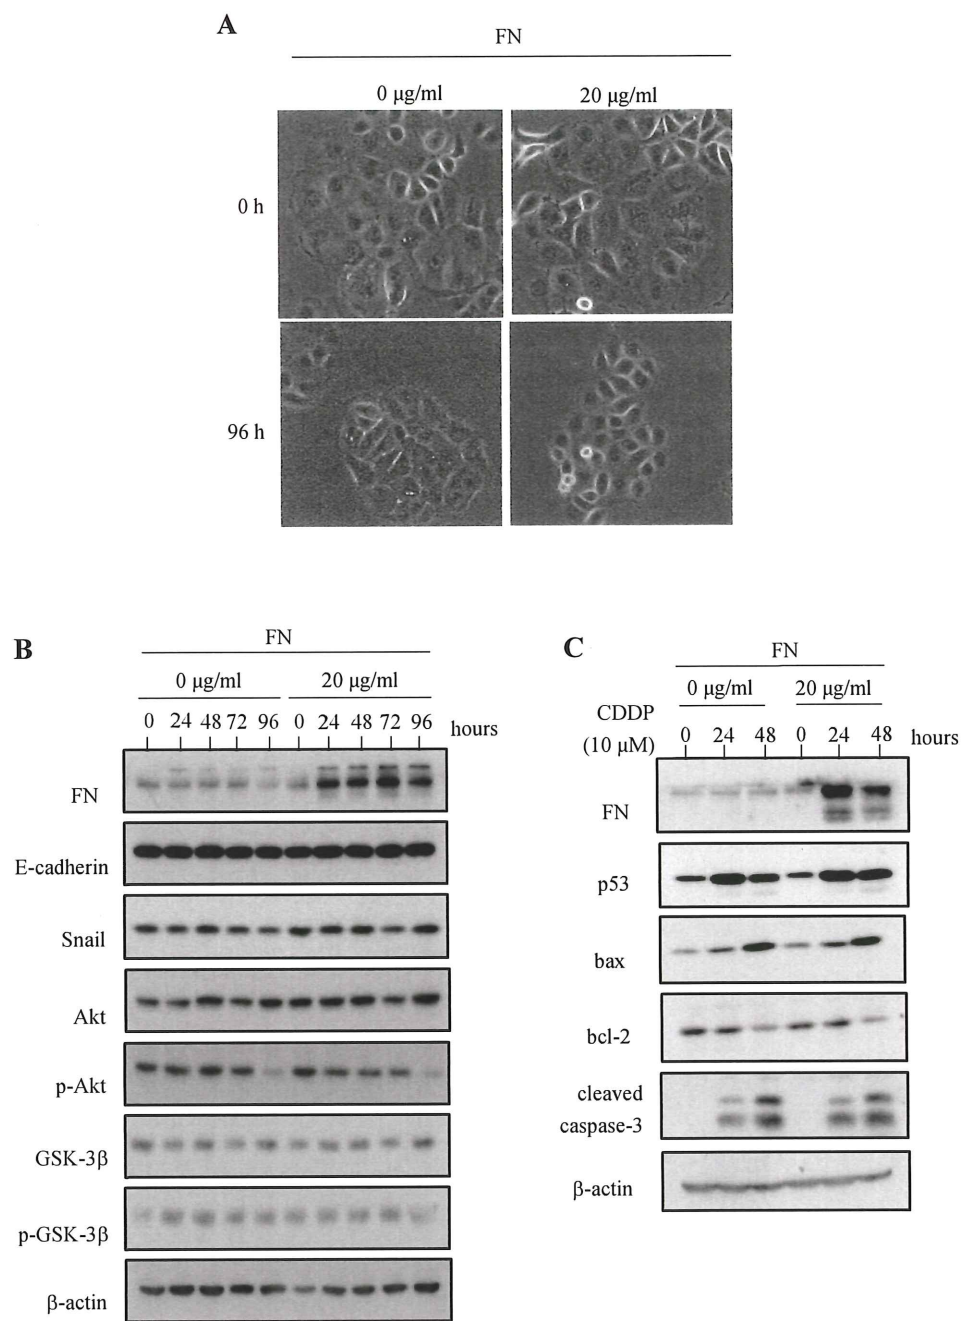 A
FN
0 μg/ml 20 μg/ml
0 h
96 h
B
FN
0 μg/ml 20 μg/ml
0 24 48 72 96 0 24 48 72 96 hours
FN
E-cadherin
Snail
Akt
p-Akt
GSK-3β
p-GSK-3β
β-actin
C
FN
0 μg/ml 20 μg/ml
CDDP
(10 μM) 0 24 48 0 24 48 hours
FN
p53
bax
bcl-2
cleaved
caspase-3
β-actin